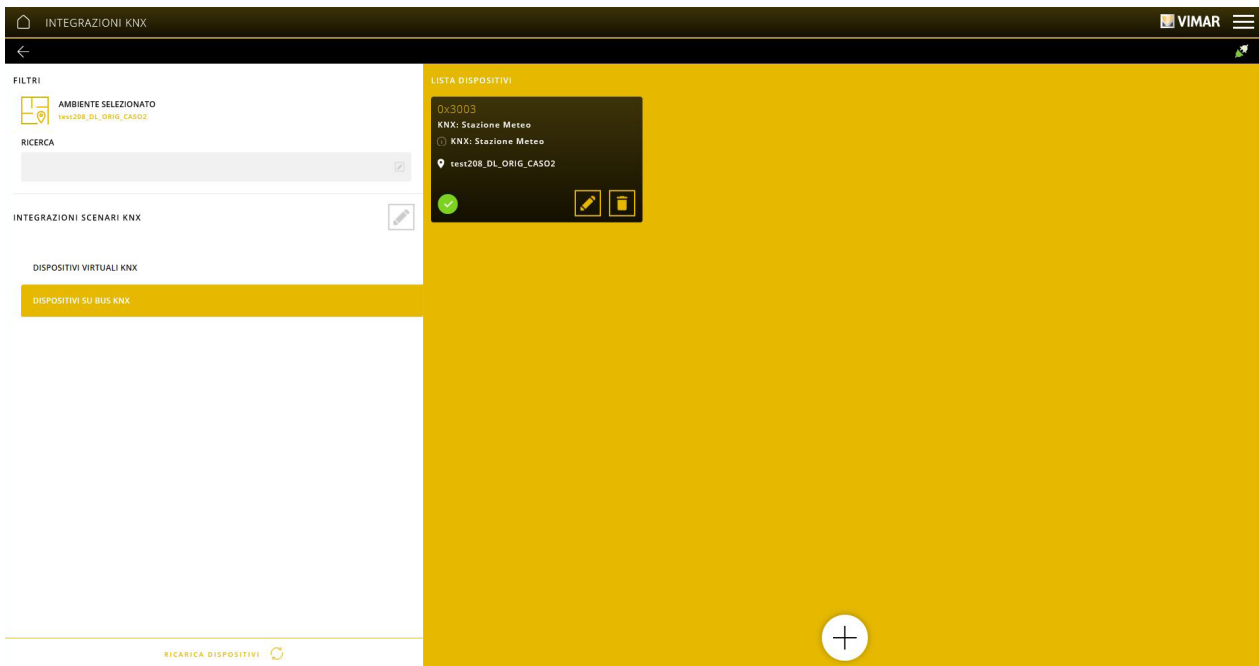 INTEGRAZIONI KNX
VIMAR
FILTRI
AMBIENTE SELEZIONATO
test208_DL_ORIG_CASO2
RICERCA
INTEGRAZIONI SCENARI KNX
DISPOSITIVI VIRTUALI KNX
DISPOSITIVI SU BUS KNX
RICARICA DISPOSITIVI
LISTA DISPOSITIVI
0x3003
KNX: Stazione Meteo
KNX: Stazione Meteo
test208_DL_ORIG_CASO2